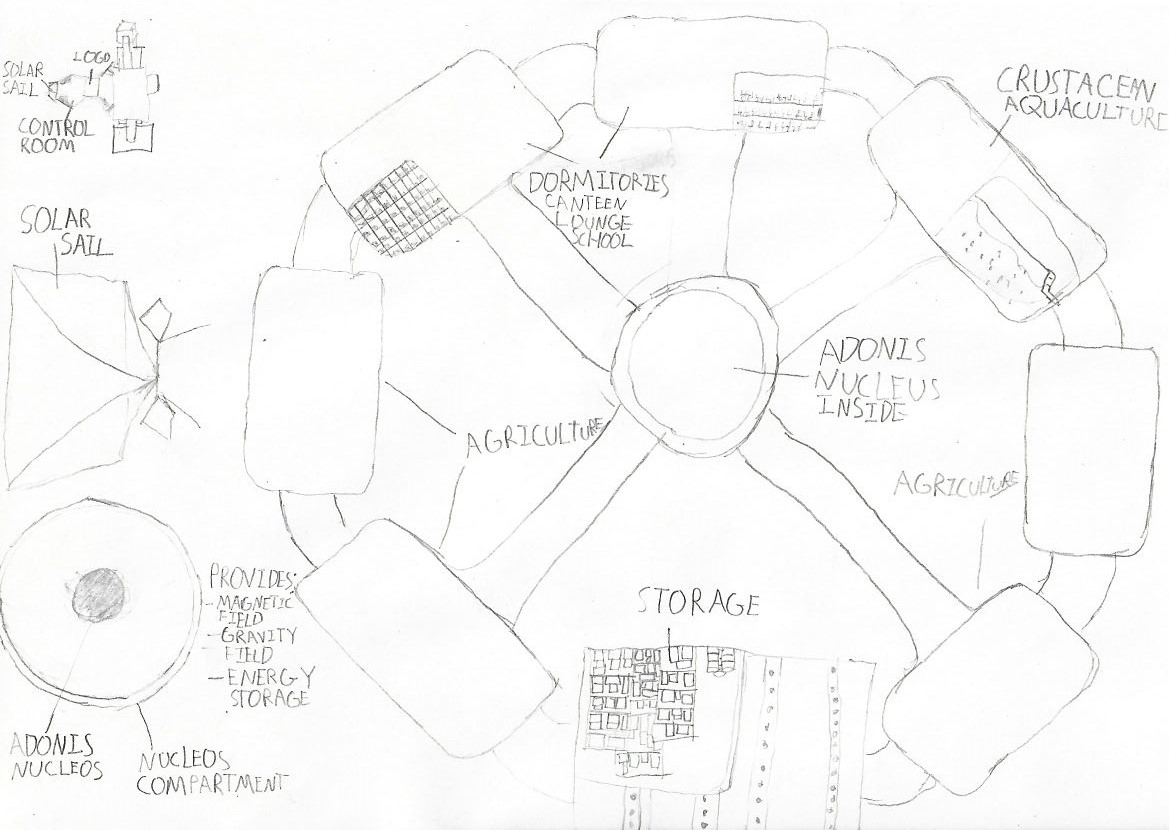 LOGO
SOLAR
SAIL
CONTROL
ROOM
SOLAR
SAIL
DORMITORIES
CANTEEN
LOUNGE
SCHOOL
CRUSTACEAN
AQUACULTURE
ADONIS
NUCLEUS
INSIDE
AGRICULTURE
AGRICULTURE
STORAGE
PROVIDES:
- MAGNETIC
FIELD
- GRAVITY
FIELD
- ENERGY
STORAGE
ADONIS
NUCLEOS
NUCLEOS
COMPARTMENT